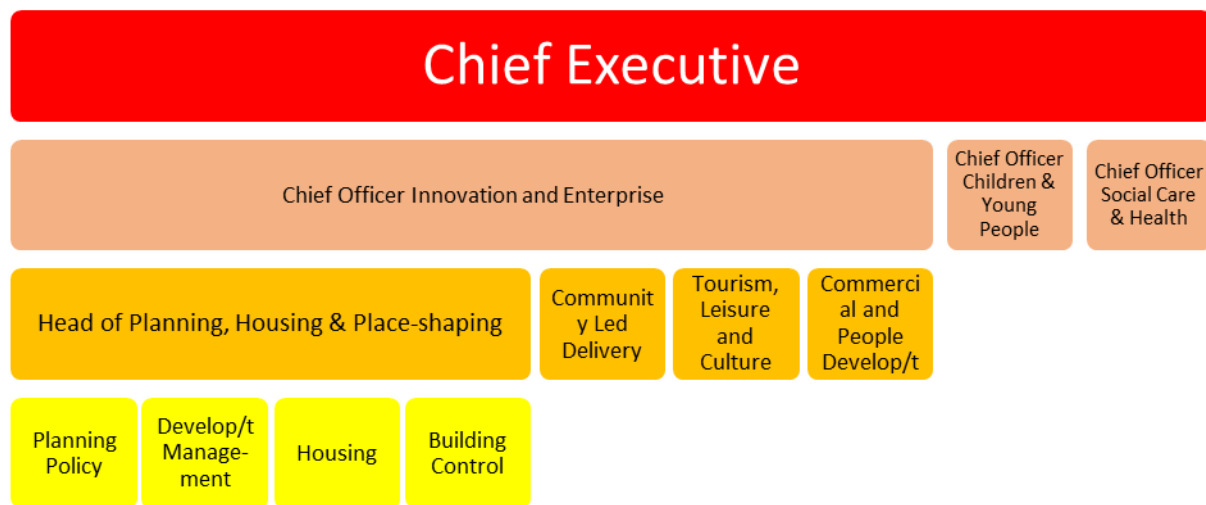 Chief Executive
Chief Officer Innovation and Enterprise
Chief Officer
Children &
Young
People
Chief Officer
Social Care
& Health
Head of Planning, Housing & Place-shaping
Communit
y Led
Delivery
Tourism,
Leisure
and
Culture
Commerci
al and
People
Develop/t
Planning
Policy
Develop/t
Manage-
ment
Housing
Building
Control